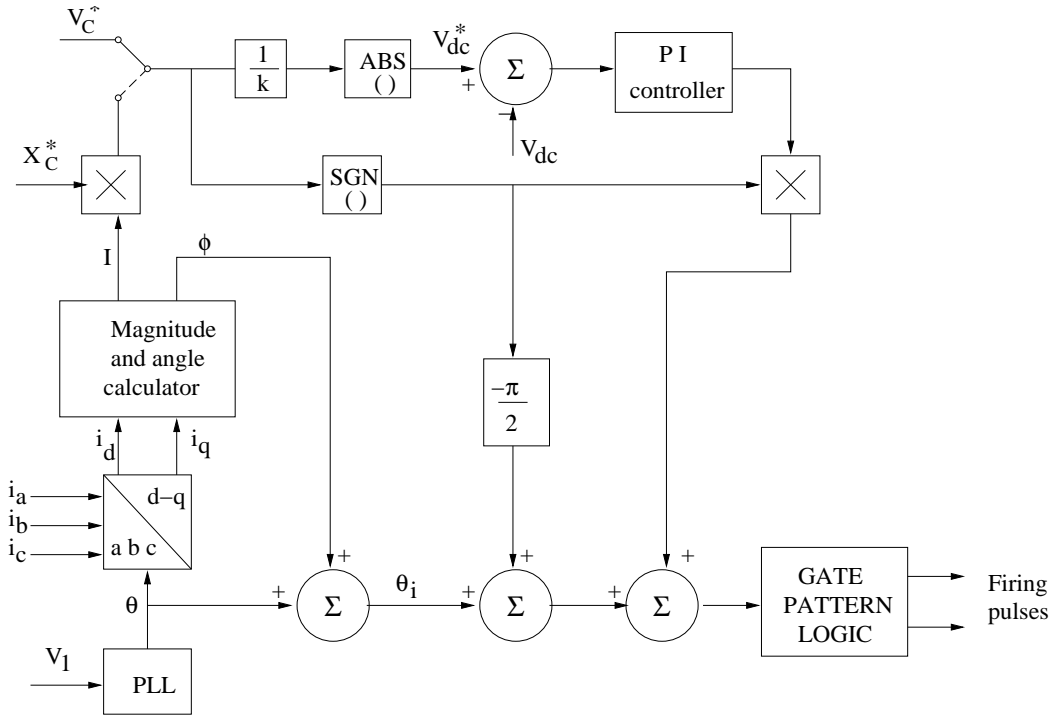 V_C^*
1
k
ABS
( )
V_dc^*
+
Σ
−
V_dc
P I
controller
X_C^*
SGN
( )
I
ϕ
Magnitude
and angle
calculator
−π
2
i_d
i_q
i_a
i_b
i_c
d−q
a b c
θ
+
+
Σ
θ_i
+
+
Σ
+
+
Σ
GATE
PATTERN
LOGIC
Firing
pulses
V_1
PLL